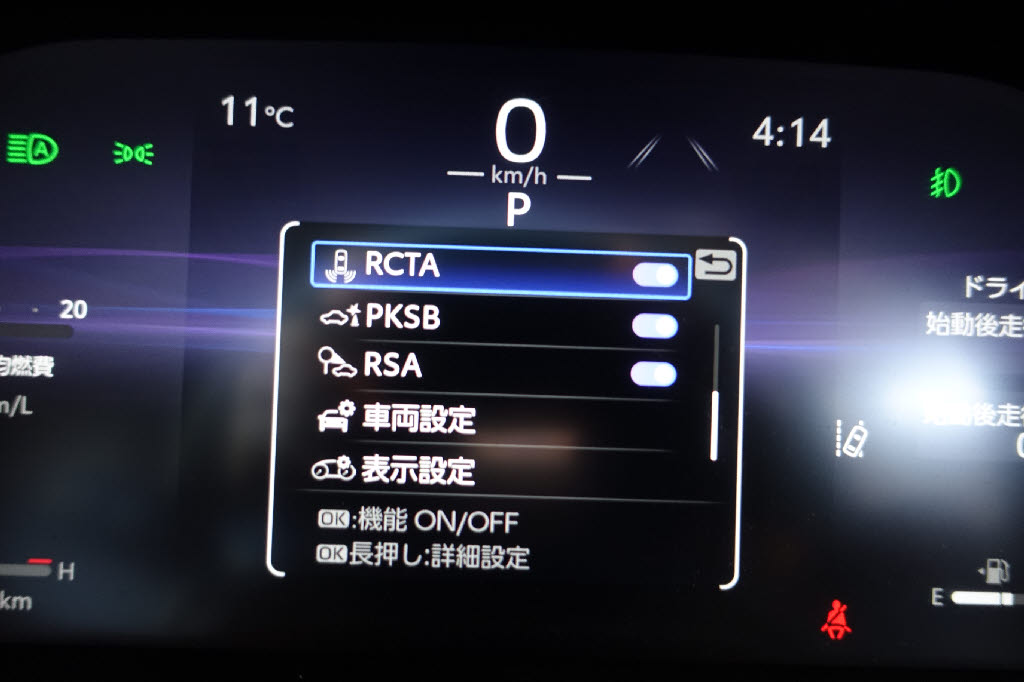 11℃
0
km/h
P
4:14
RCTA
PKSB
RSA
車両設定
表示設定
OK:機能 ON/OFF
OK長押し:詳細設定
20
均燃費
m/L
H
km
ドライ
始動後走
始動後走
0
E
A